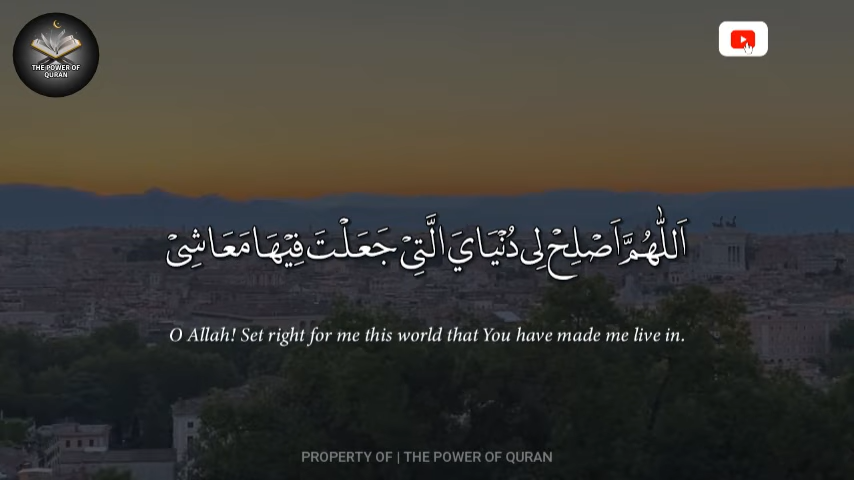 THE POWER OF
QURAN
اَللّٰهُمَّ اَصْلِحْ لِی دُنْيَايَ الَّتِیْ جَعَلْتَ فِيْهَا مَعَاشِیْ
O Allah! Set right for me this world that You have made me live in.
PROPERTY OF | THE POWER OF QURAN